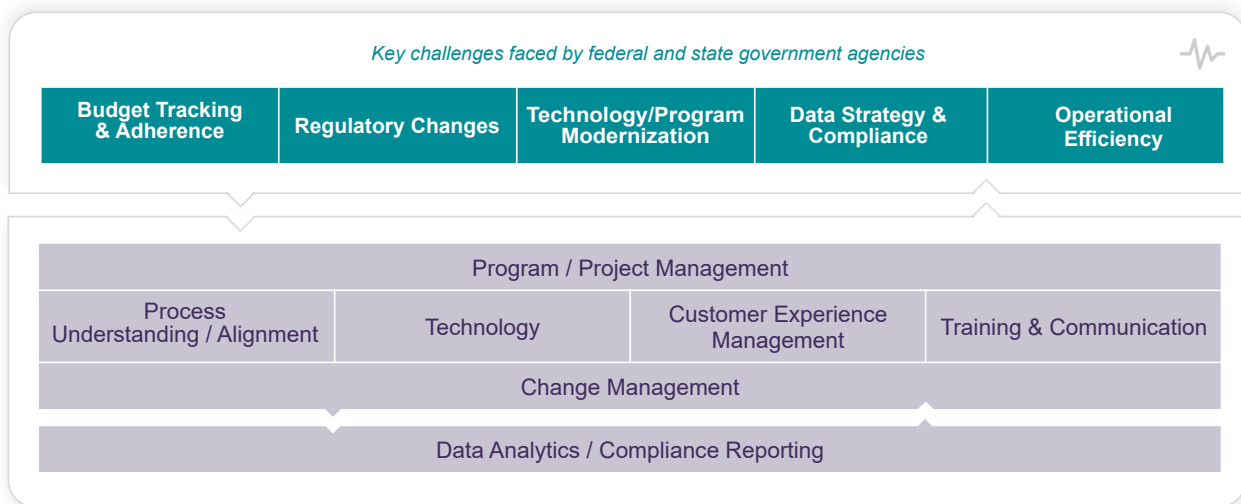 Key challenges faced by federal and state government agencies
Budget Tracking
& Adherence
Regulatory Changes
Technology/Program
Modernization
Data Strategy &
Compliance
Operational
Efficiency
Program / Project Management
Process
Understanding / Alignment
Technology
Customer Experience
Management
Training & Communication
Change Management
Data Analytics / Compliance Reporting